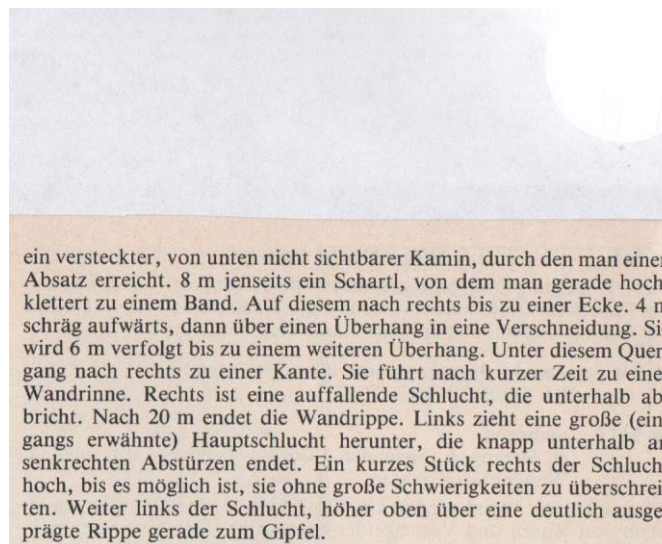 ein versteckter, von unten nicht sichtbarer Kamin, durch den man einen
Absatz erreicht. 8 m jenseits ein Schartl, von dem man gerade hoch
klettert zu einem Band. Auf diesem nach rechts bis zu einer Ecke. 4 m
schräg aufwärts, dann über einen Überhang in eine Verschneidung. Si
wird 6 m verfolgt bis zu einem weiteren Überhang. Unter diesem Quer
gang nach rechts zu einer Kante. Sie führt nach kurzer Zeit zu eine
Wandrinne. Rechts ist eine auffallende Schlucht, die unterhalb ab
bricht. Nach 20 m endet die Wandrippe. Links zieht eine große (ein
gangs erwähnte) Hauptschlucht herunter, die knapp unterhalb an
senkrechten Abstürzen endet. Ein kurzes Stück rechts der Schluch
hoch, bis es möglich ist, sie ohne große Schwierigkeiten zu überschrei
ten. Weiter links der Schlucht, höher oben über eine deutlich ausge
prägte Rippe gerade zum Gipfel.